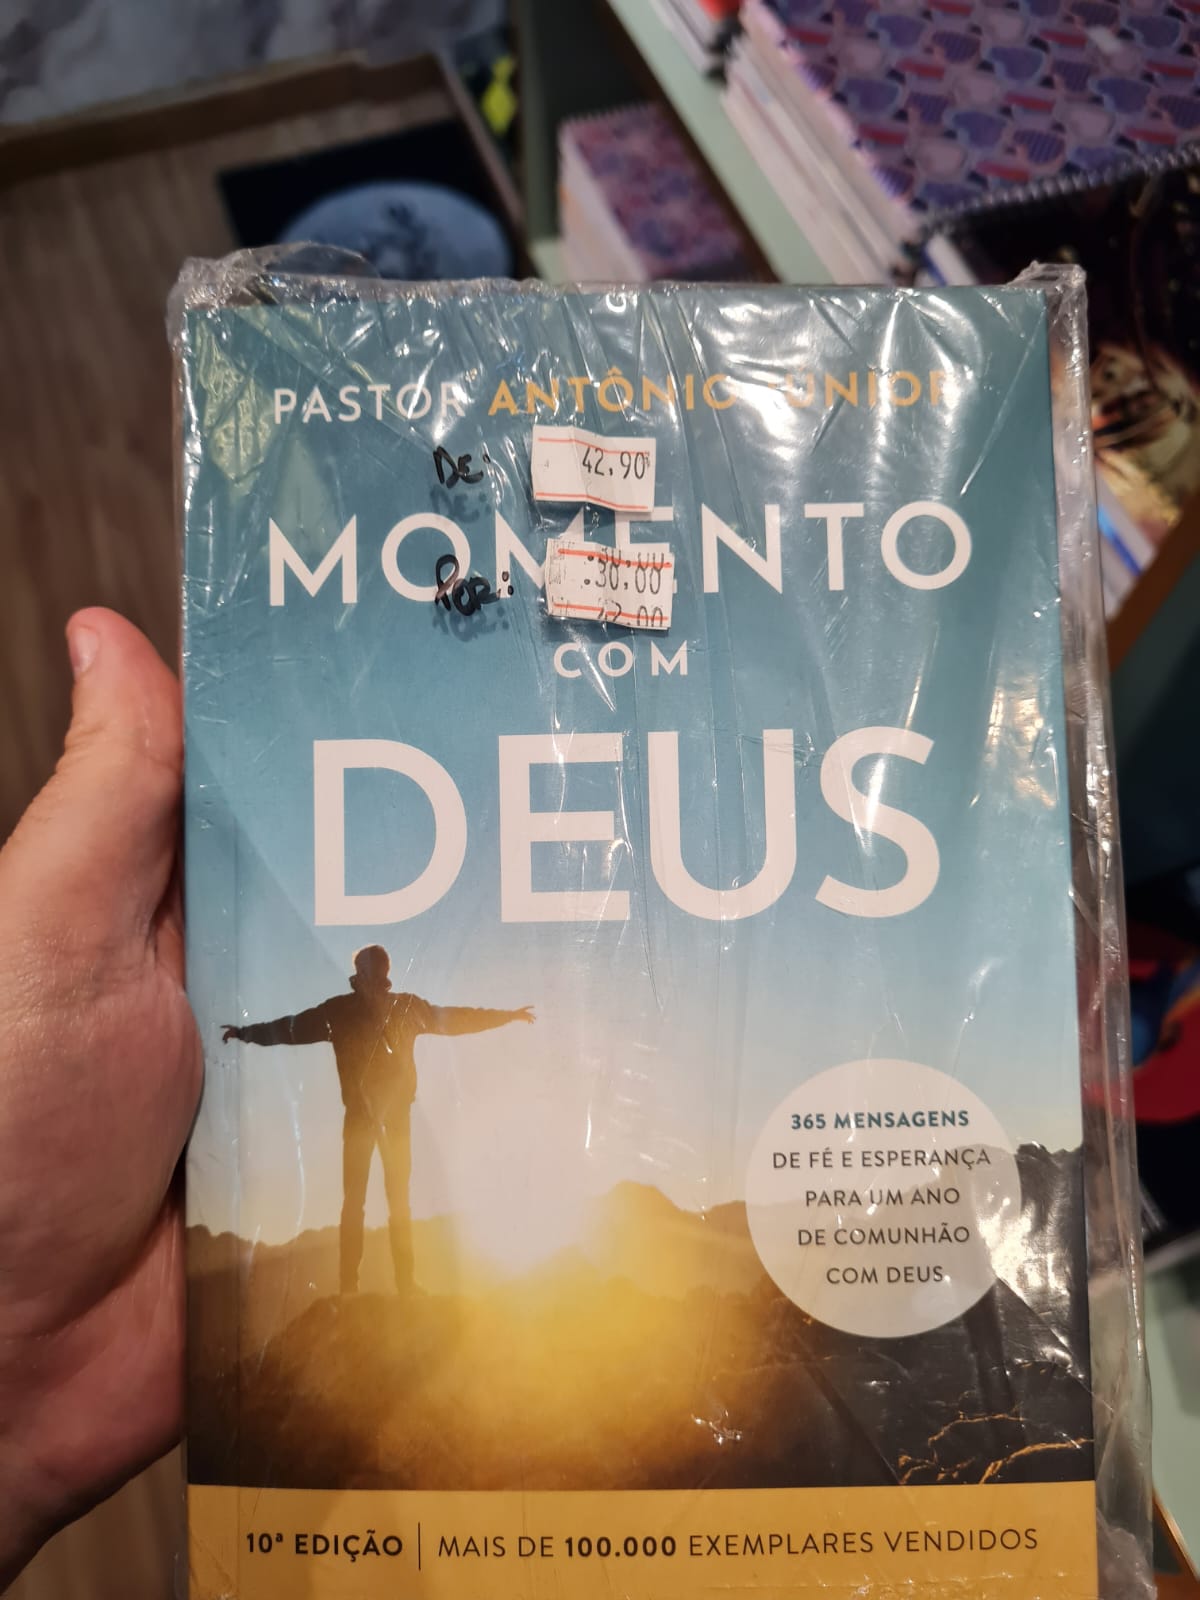 PASTOR ANTÔNIO JÚNIOR
DE: 42.90
MOMENTO
POR: 30.00
COM
DEUS
365 MENSAGENS
DE FÉ E ESPERANÇA
PARA UM ANO
DE COMUNHÃO
COM DEUS
10ª EDIÇÃO | MAIS DE 100.000 EXEMPLARES VENDIDOS